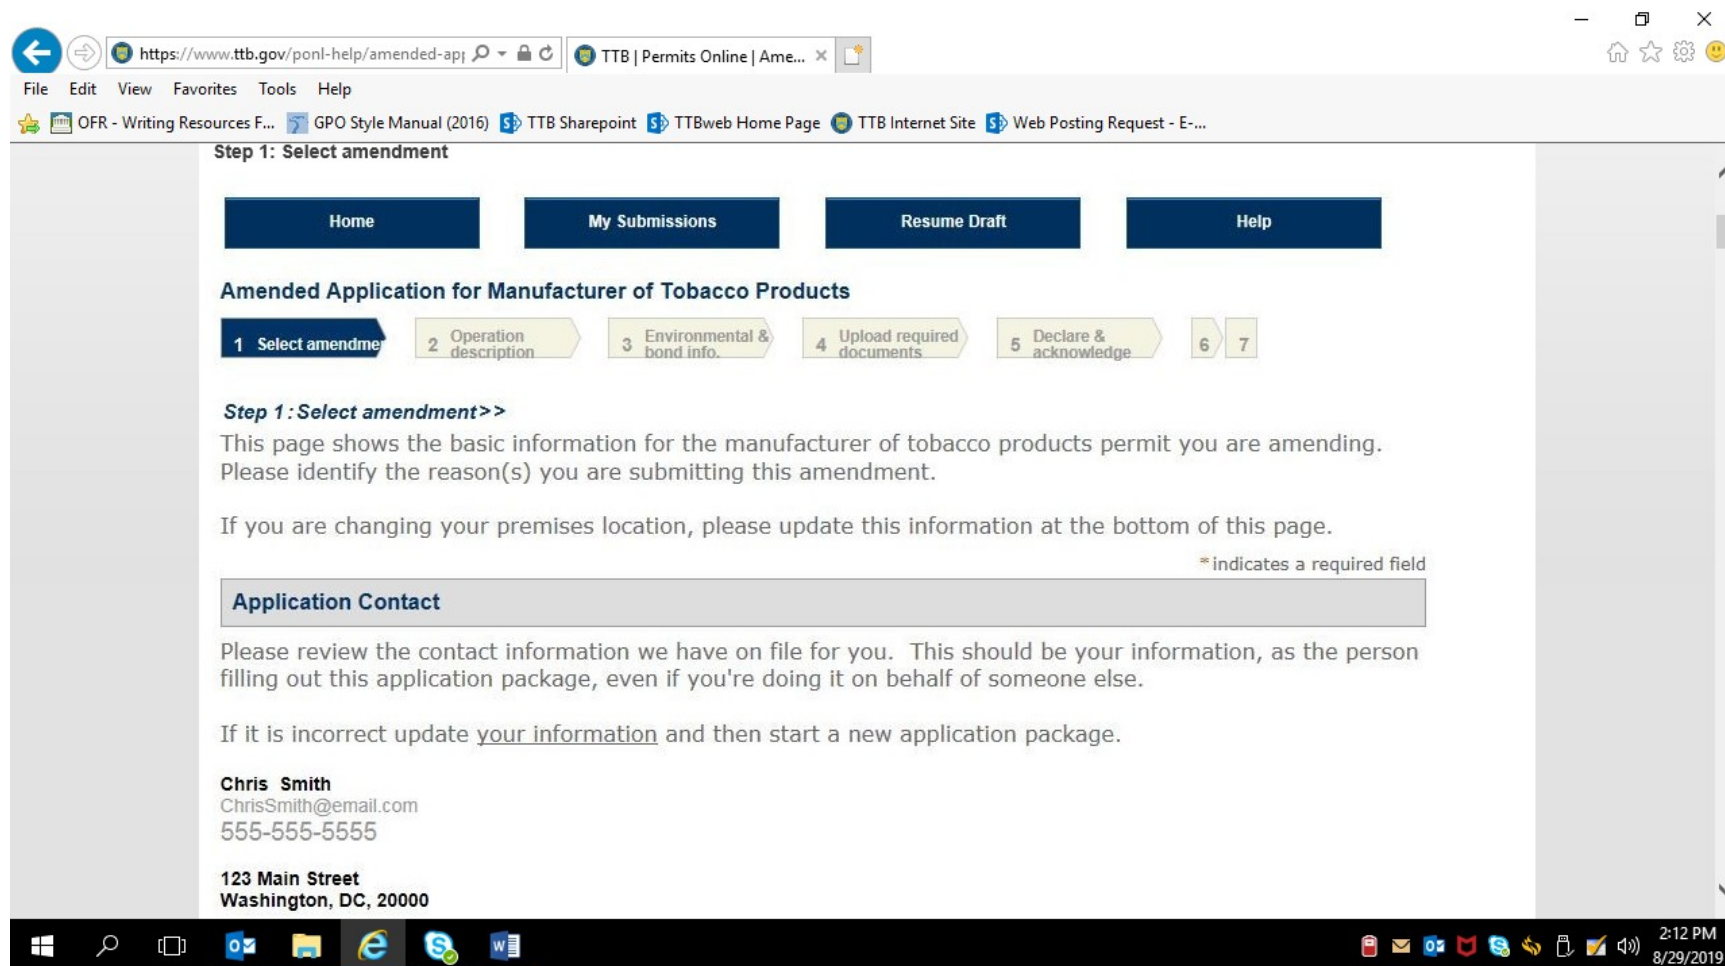 https://www.ttb.gov/ponl-help/amended-ap
TTB | Permits Online | Ame...
File Edit View Favorites Tools Help
OFR - Writing Resources F... GPO Style Manual (2016) TTB Sharepoint TTBweb Home Page TTB Internet Site Web Posting Request - E-...
Step 1: Select amendment
Home My Submissions Resume Draft Help
Amended Application for Manufacturer of Tobacco Products
1 Select amendme
2 Operation
description
3 Environmental &
bond info.
4 Upload required
documents
5 Declare &
acknowledge
6 7
Step 1:Select amendment>>
This page shows the basic information for the manufacturer of tobacco products permit you are amending.
Please identify the reason(s) you are submitting this amendment.
If you are changing your premises location, please update this information at the bottom of this page.
*indicates a required field
Application Contact
Please review the contact information we have on file for you. This should be your information, as the person
filling out this application package, even if you're doing it on behalf of someone else.
If it is incorrect update your information and then start a new application package.
Chris Smith
ChrisSmith@email.com
555-555-5555
123 Main Street
Washington, DC, 20000
2:12 PM
8/29/2019